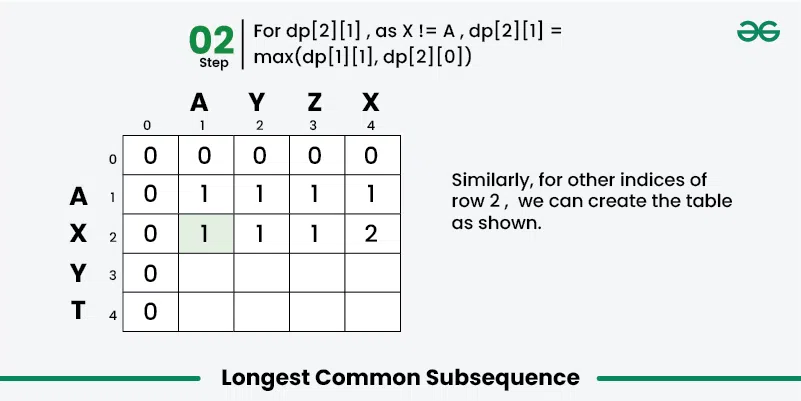 02
Step
For dp[2][1] , as X != A , dp[2][1] =
max(dp[1][1], dp[2][0])
A Y Z X
0 1 2 3 4
0 0 0 0 0 0
A 1 0 1 1 1 1
X 2 0 1 1 1 2
Y 3 0
T 4 0
Similarly, for other indices of
row 2 , we can create the table
as shown.
Longest Common Subsequence